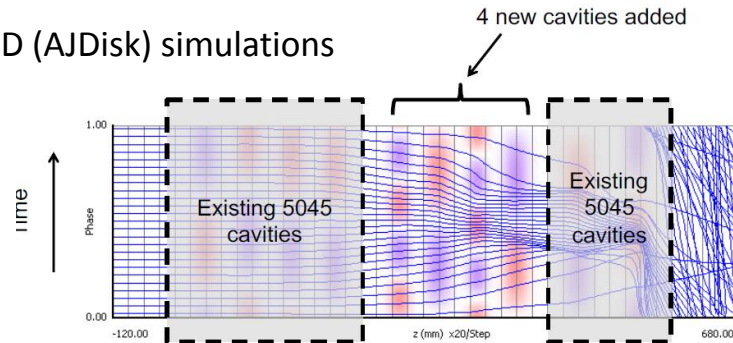 4 new cavities added
D (AJDisk) simulations
1.00
Time
Phase
Existing 5045
cavities
Existing
5045
cavities
0.00
-120.00
z (mm) x20/Step
680.00